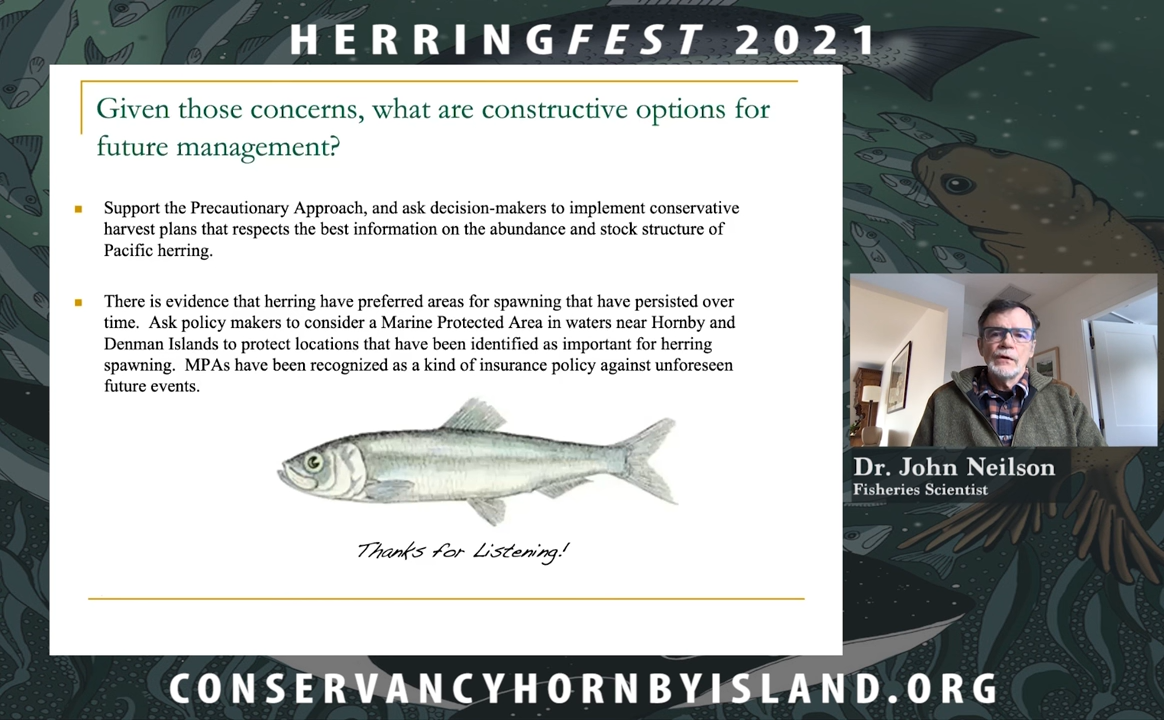 HERRINGFEST 2021
Given those concerns, what are constructive options for
future management?
Support the Precautionary Approach, and ask decision-makers to implement conservative
harvest plans that respects the best information on the abundance and stock structure of
Pacific herring.
There is evidence that herring have preferred areas for spawning that have persisted over
time. Ask policy makers to consider a Marine Protected Area in waters near Hornby and
Denman Islands to protect locations that have been identified as important for herring
spawning. MPAs have been recognized as a kind of insurance policy against unforeseen
future events.
Thanks for Listening!
Dr. John Neilson
Fisheries Scientist
CONSERVANCYHORNBYISLAND.ORG